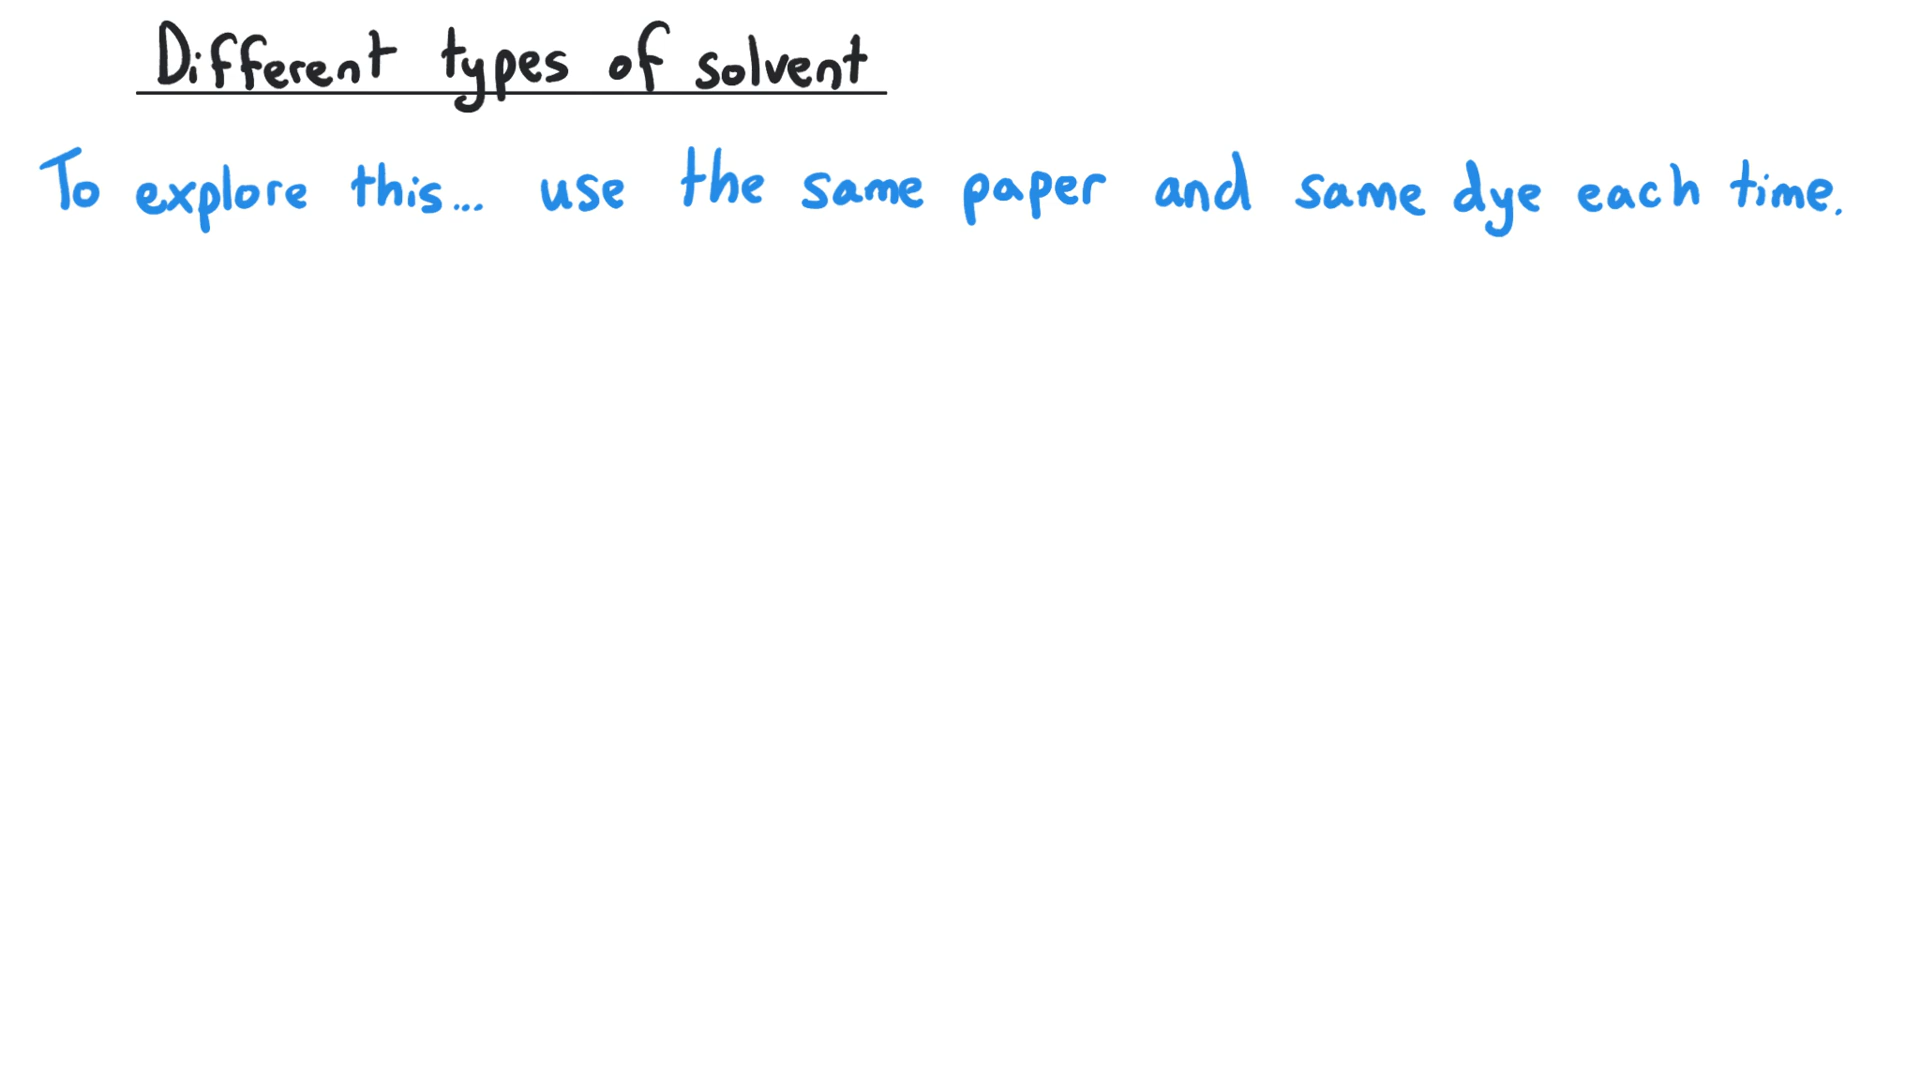 Different types of solvent
To explore this... use the same paper and same dye each time.